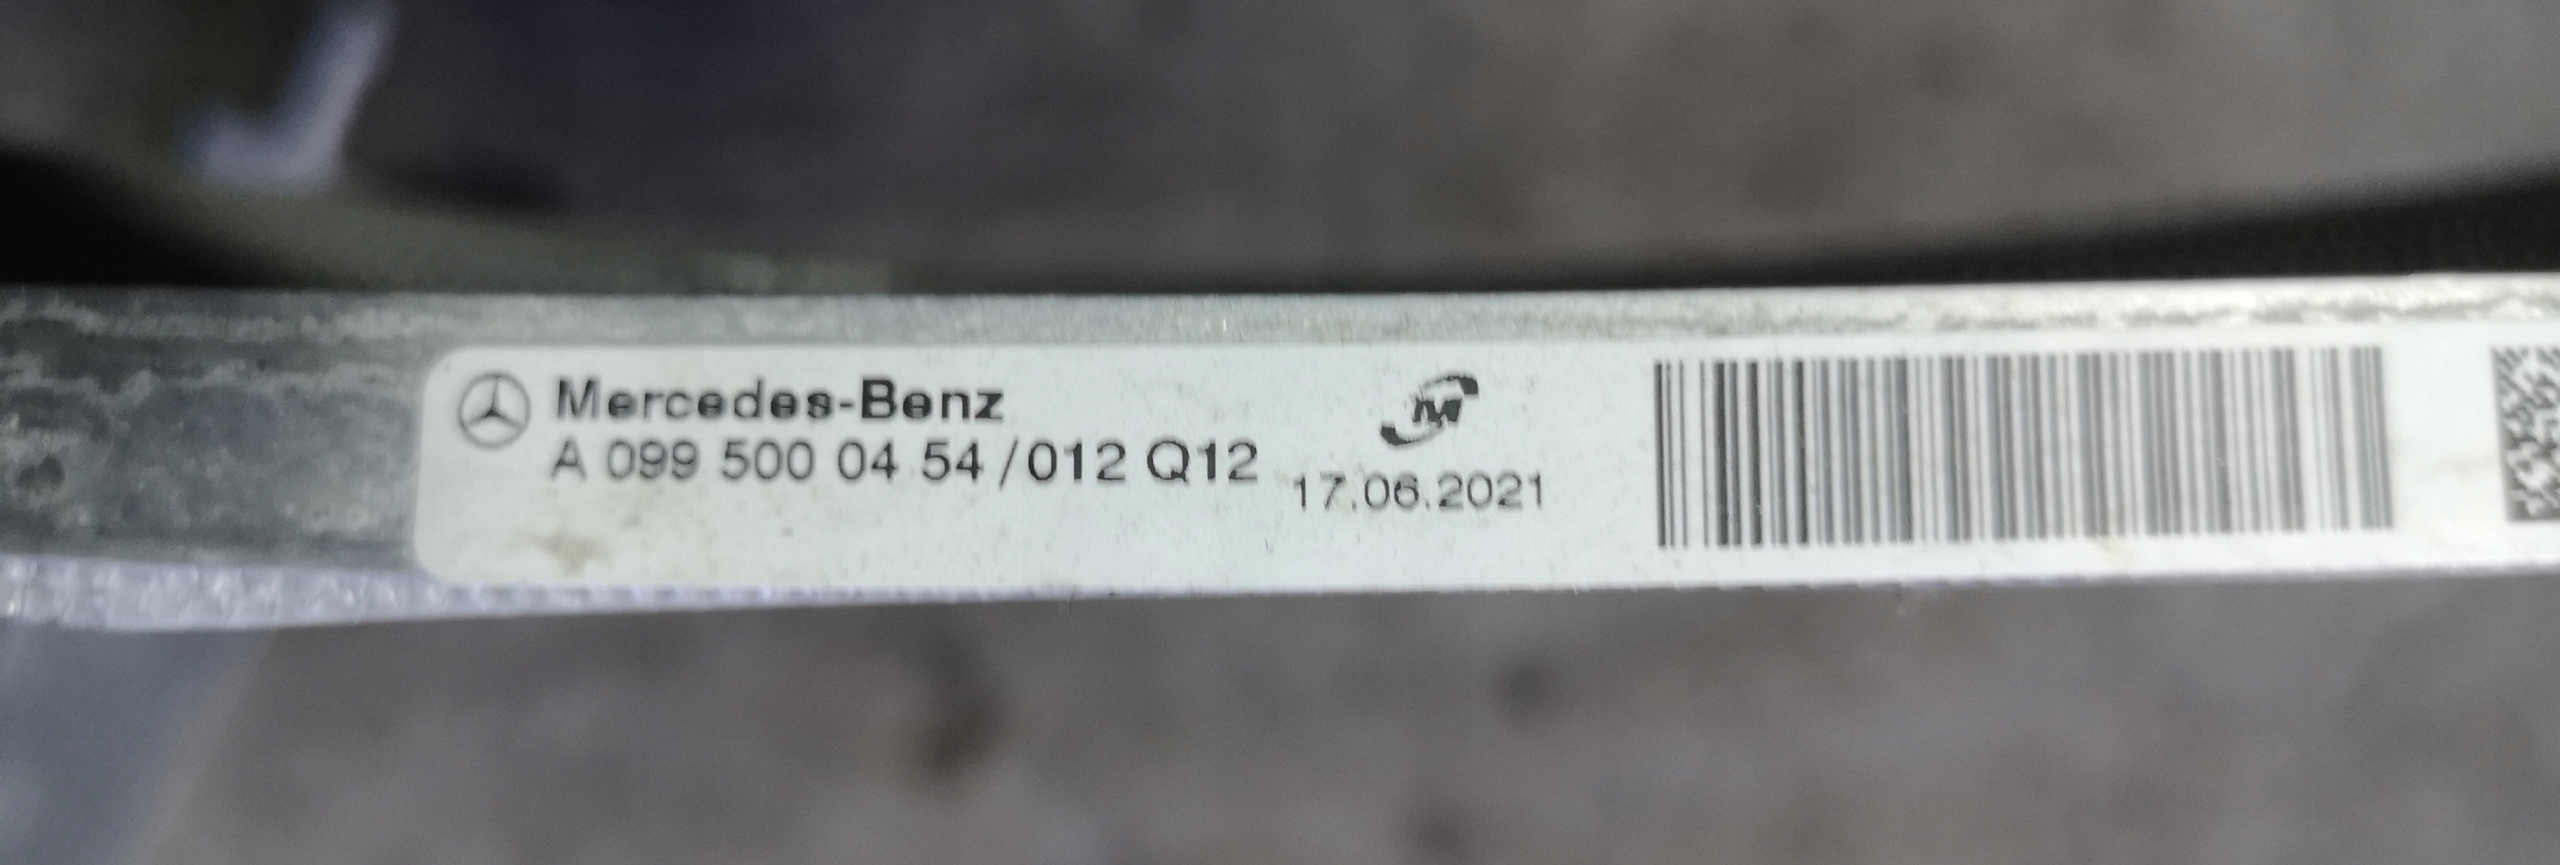 Mercedes-Benz
A 099 500 04 54 / 012 Q12
17.06.2021